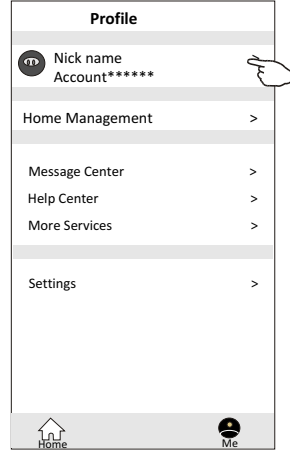 Profile
Nick name
Account******
Home Management >
Message Center >
Help Center >
More Services >
Settings >
Home Me